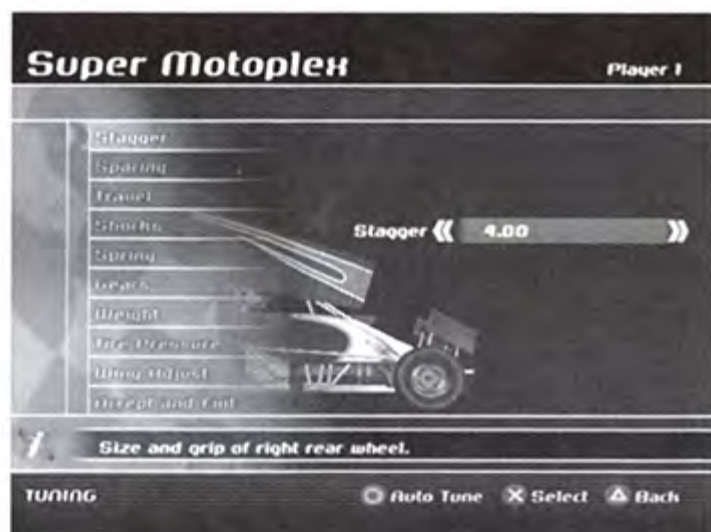 Super Motoplex
Player 1
Stagger
Spacing
Travel
Shocks
Spring
Gears
Weight
Tire Pressure
Wing Adjust
Accept and Exit
Stagger
4.00
Size and grip of right rear wheel.
TUNING
Auto Tune
Select
Back